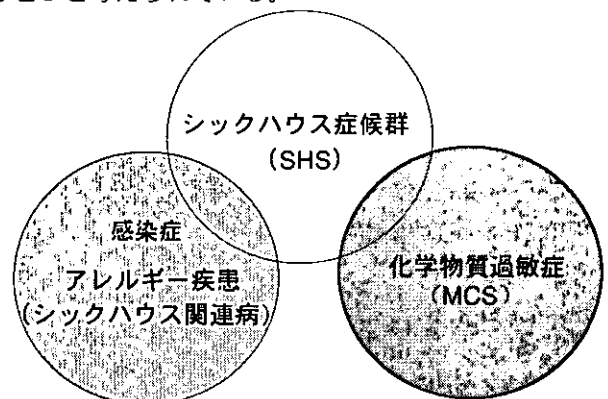 シックハウス症候群
(SHS)
感染症
アレルギー疾患
(シックハウス関連病)
化学物質過敏症
(MCS)